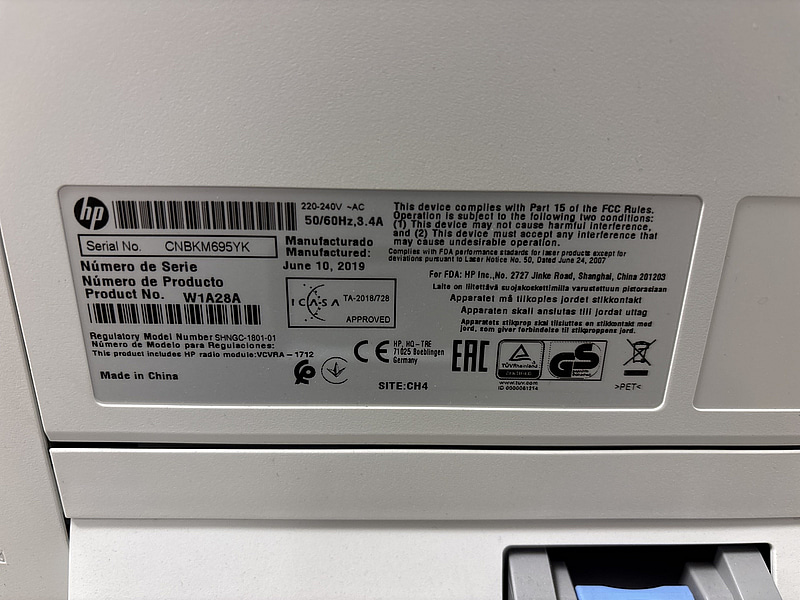 hp
220-240V ~AC
50/60Hz,3.4A
Serial No. CNBKM695YK
Número de Serie
Número de Producto
Product No. W1A28A
Manufacturado
Manufactured:
June 10, 2019
ICASA
TA-2018/728
APPROVED
Regulatory Model Number SHNGC-1801-01
Número de Modelo para Regulaciones:
This product includes HP radio module:VCVRA-1712
Made in China
This device complies with Part 15 of the FCC Rules.
Operation is subject to the following two conditions:
(1) This device may not cause harmful interference,
and (2) This device must accept any interference that
may cause undesirable operation.
Complies with FDA performance standards for laser products except for
deviations pursuant to Laser Notice No. 50, Dated June 24, 2007
For FDA: HP Inc.,No. 2727 Jinke Road, Shanghai, China 201203
Laite on liitettävä suojakoskettimilla varustettuun pistorasiaan
Apparatet må tilkoples jordet stikkontakt
Apparaten skall anslutas till jordat uttag
Apparatets stikprop skal tilsluttes en stikkontakt med
jord, som giver forbindelse til stikproppens jord.
CE
HP, HQ-TRE
71025 Boeblingen
Germany
SITE:CH4
EAC
TÜVRheinland
www.tuv.com
GS
>PET<